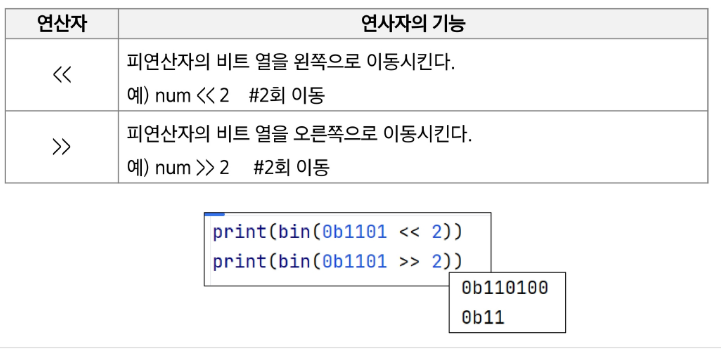 연산자 연사자의 기능
<< 피연산자의 비트 열을 왼쪽으로 이동시킨다.
예) num << 2 #2회 이동
>> 피연산자의 비트 열을 오른쪽으로 이동시킨다.
예) num >> 2 #2회 이동
print(bin(0b1101 << 2))
print(bin(0b1101 >> 2))
0b110100
0b11